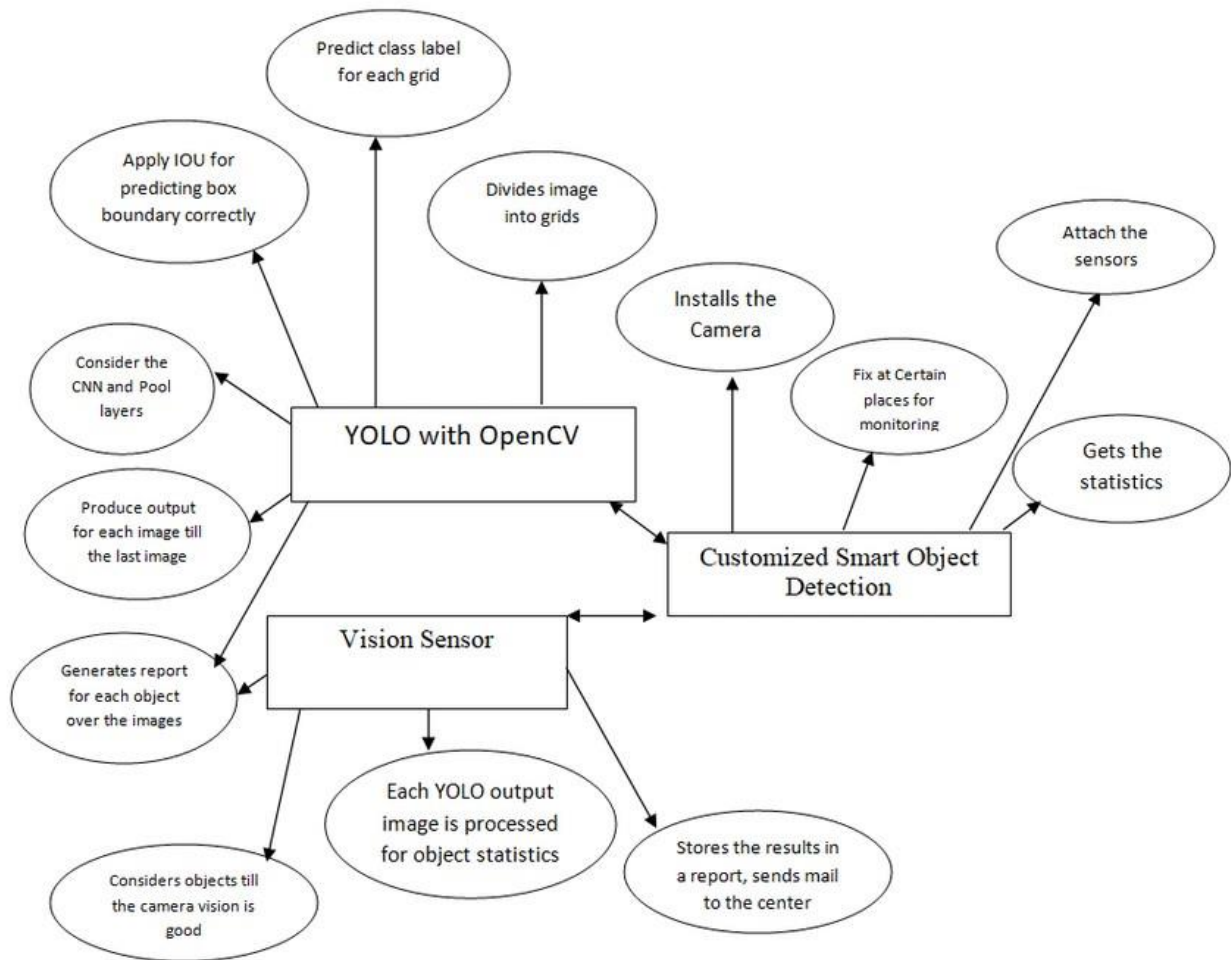 Predict class label
for each grid
Apply IOU for
predicting box
boundary correctly
Divides image
into grids
Attach the
sensors
Installs the
Camera
Consider the
CNN and Pool
layers
Fix at Certain
places for
monitoring
YOLO with OpenCV
Gets the
statistics
Produce output
for each image till
the last image
Customized Smart Object
Detection
Vision Sensor
Generates report
for each object
over the images
Each YOLO output
image is processed
for object statistics
Stores the results in
a report, sends mail
to the center
Considers objects till
the camera vision is
good